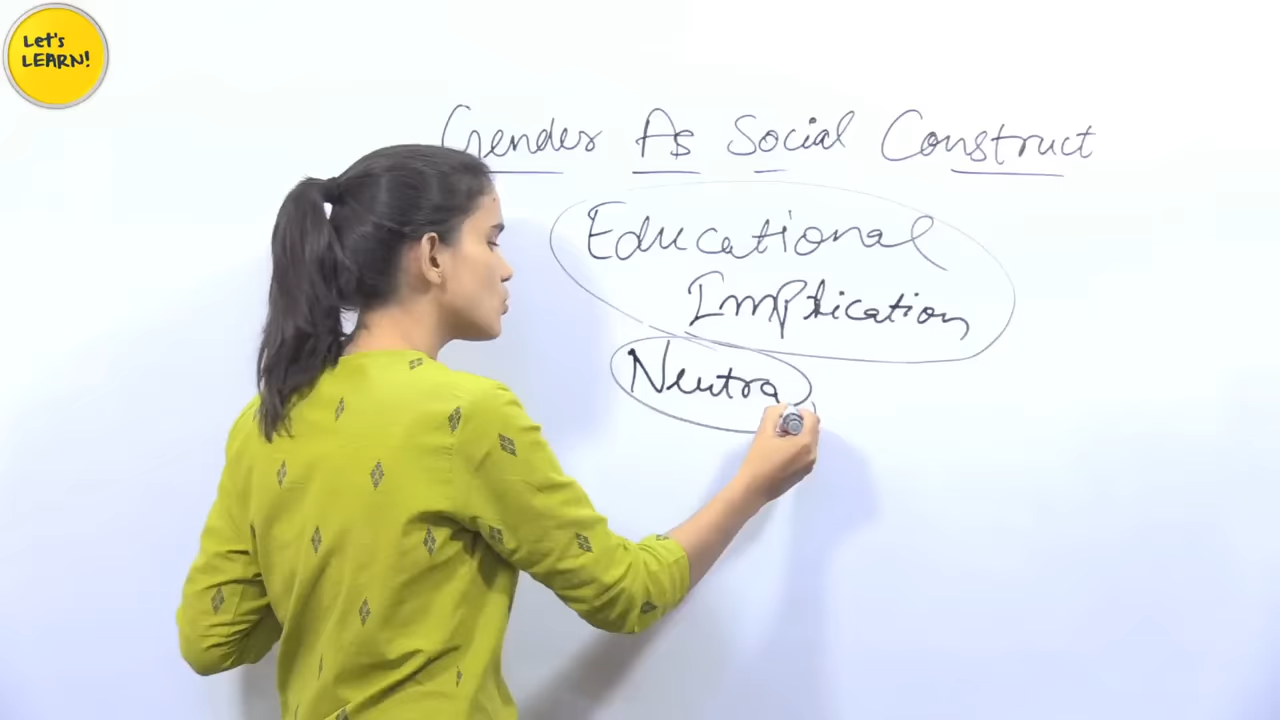 Let's
LEARN!
Gender As Social Construct
Educational
Implication
Neutra